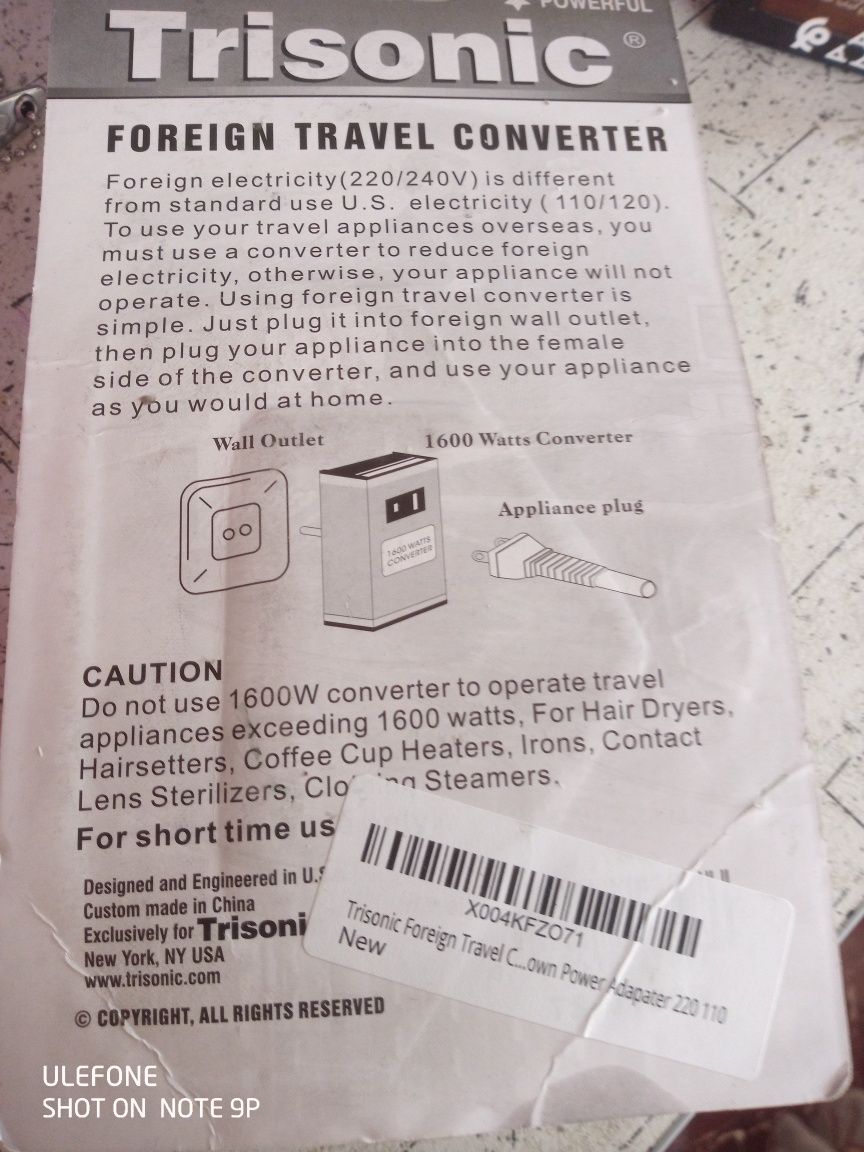 POWERFUL
Trisonic®
FOREIGN TRAVEL CONVERTER
Foreign electricity(220/240V) is different
from standard use U.S. electricity ( 110/120).
To use your travel appliances overseas, you
must use a converter to reduce foreign
electricity, otherwise, your appliance will not
operate. Using foreign travel converter is
simple. Just plug it into foreign wall outlet,
then plug your appliance into the female
side of the converter, and use your appliance
as you would at home.
Wall Outlet
1600 Watts Converter
Appliance plug
1600 WATTS
CONVERTER
CAUTION
Do not use 1600W converter to operate travel
appliances exceeding 1600 watts, For Hair Dryers,
Hairsetters, Coffee Cup Heaters, Irons, Contact
Lens Sterilizers, Steamers.
For short time us
Designed and Engineered in U.S
Custom made in China
Exclusively for Trisoni
New York, NY USA
www.trisonic.com
© COPYRIGHT, ALL RIGHTS RESERVED
X004KFZO71
Trisonic Foreign Travel C...own Power Adapater 220 110
New
ULEFONE
SHOT ON NOTE 9P